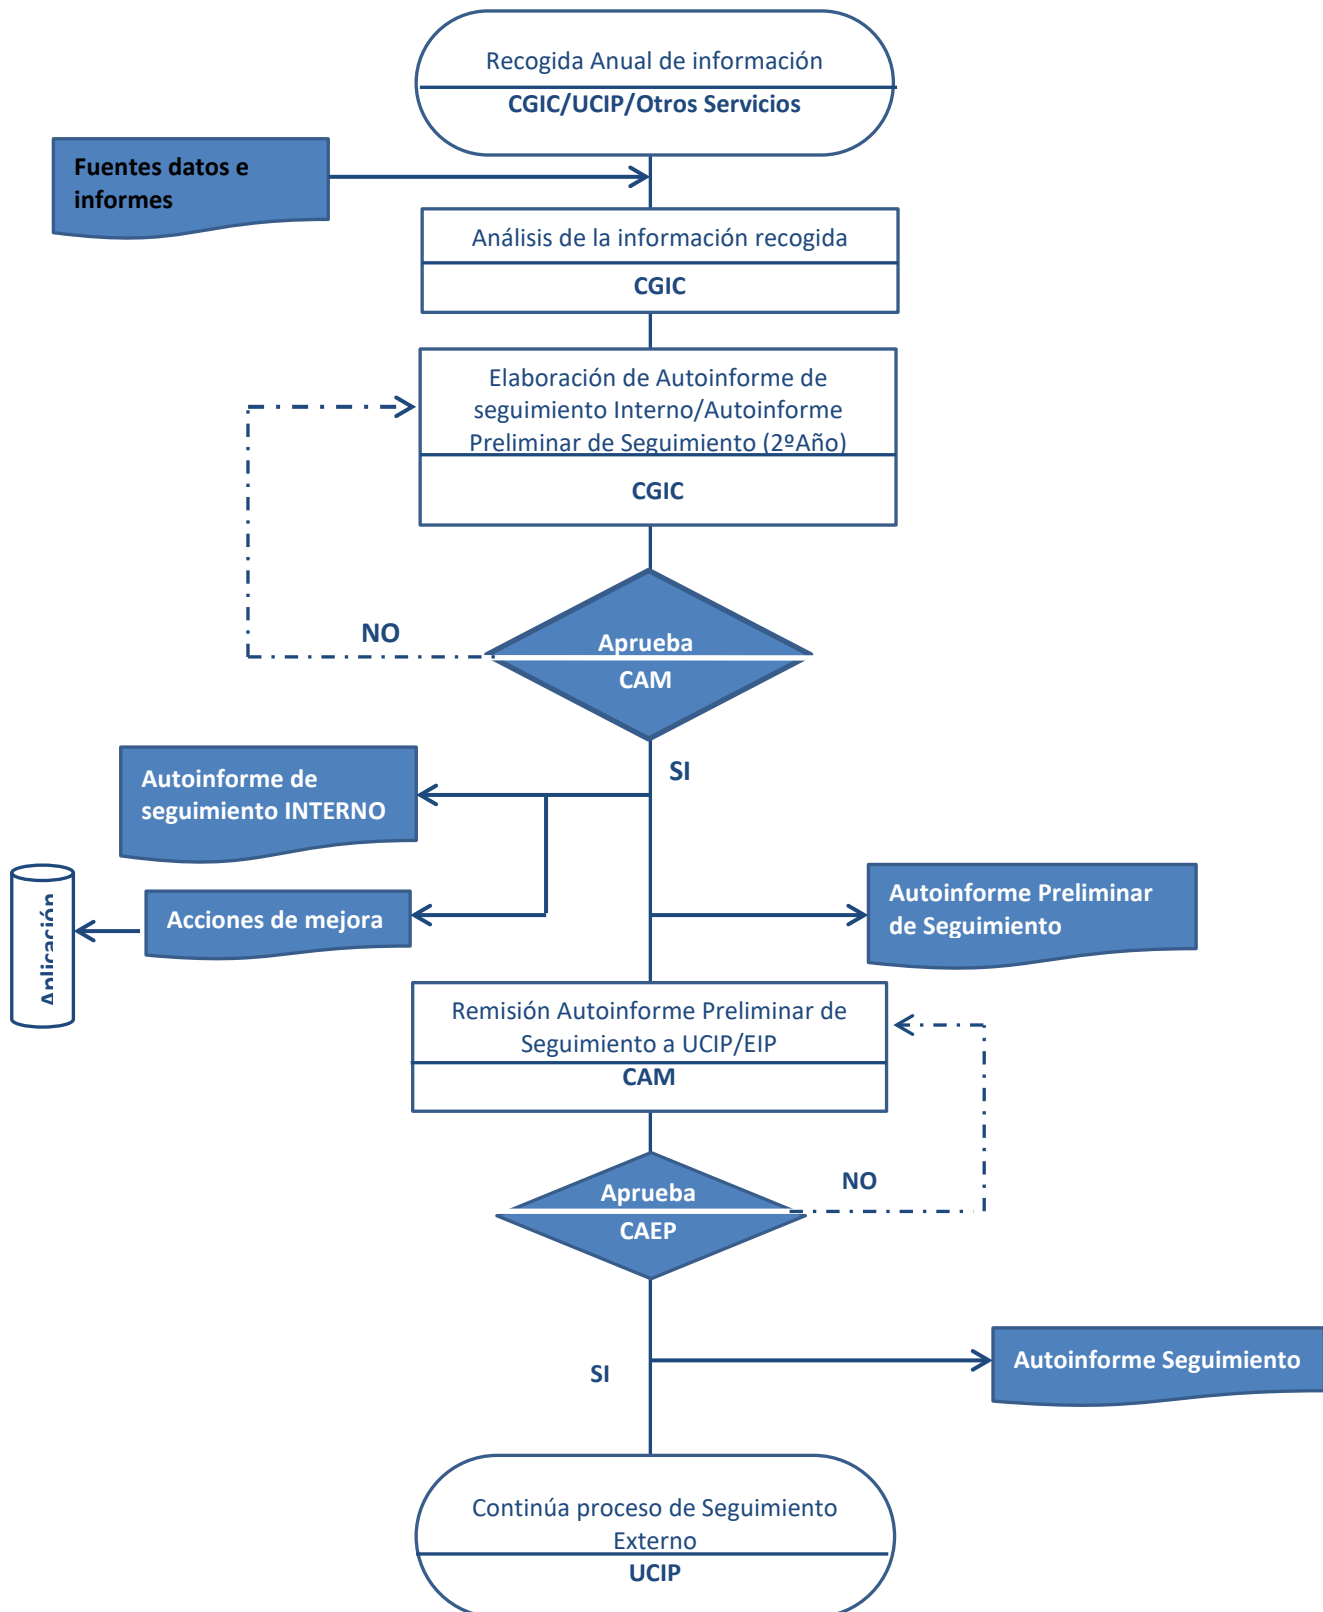 Recogida Anual de información
CGIC/UCIP/Otros Servicios
Fuentes datos e
informes
Análisis de la información recogida
CGIC
Elaboración de Autoinforme de
seguimiento Interno/Autoinforme
Preliminar de Seguimiento (2ºAño)
CGIC
NO
Aprueba
CAM
SI
Autoinforme de
seguimiento INTERNO
Aplicación
Acciones de mejora
Autoinforme Preliminar
de Seguimiento
Remisión Autoinforme Preliminar de
Seguimiento a UCIP/EIP
CAM
Aprueba
CAEP
NO
Autoinforme Seguimiento
SI
Continúa proceso de Seguimiento
Externo
UCIP